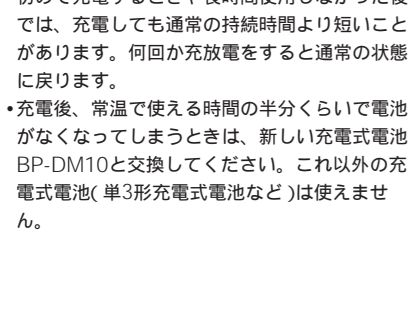 初めて充電するときや長時間使用しなかった後
では、充電しても通常の持続時間より短いこと
があります。何回か充放電をすると通常の状態
に戻ります。
•充電後、常温で使える時間の半分くらいで電池
がなくなってしまうときは、新しい充電式電池
BP-DM10と交換してください。これ以外の充
電式電池( 単3形充電式電池など )は使えませ
ん。